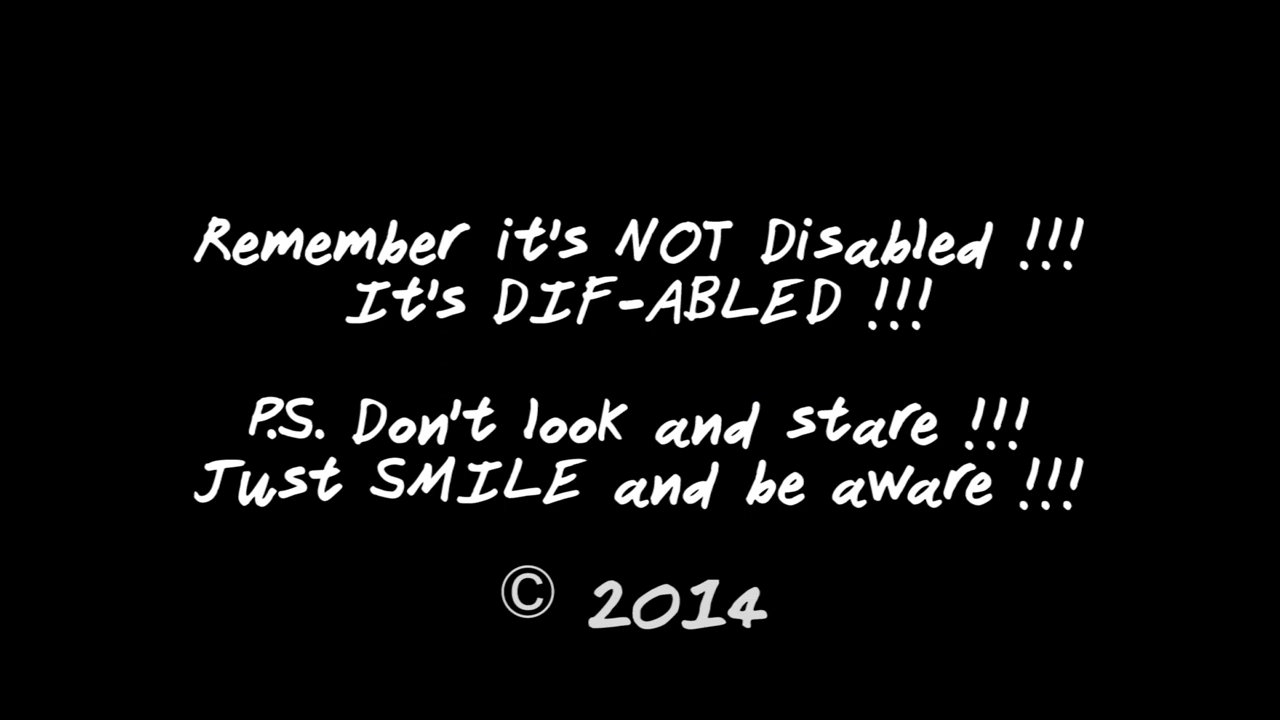 Remember it's NOT Disabled !!!
It's DIF-ABLED !!!
P.S. Don't look and stare !!!
Just SMILE and be aware !!!
© 2014